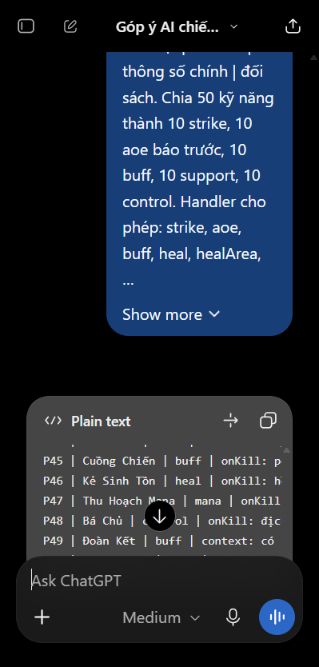 Góp ý AI chiế...
thông số chính | đối
sách. Chia 50 kỹ năng
thành 10 strike, 10
aoe báo trước, 10
buff, 10 support, 10
control. Handler cho
phép: strike, aoe,
buff, heal, healArea,
...
Show more
Plain text
P45 | Cuồng Chiến | buff | onKill: p
P46 | Kẻ Sinh Tồn | heal | onKill: h
P47 | Thu Hoạch Mana | mana | onKill
P48 | Bá Chủ | ol | onKill: địc
P49 | Đoàn Kết | buff | context: có
Ask ChatGPT
Medium